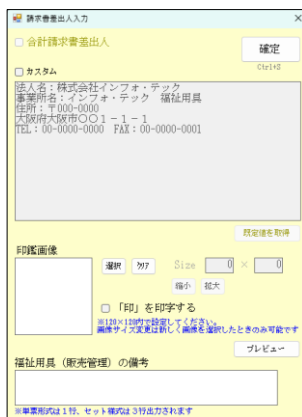 請求書差出人入力
合計請求書差出人
確定
Ctrl+S
カスタム
法人名：株式会社インフォ・テック
事業所名：インフォ・テック 福祉用具
住所：〒000-0000
大阪府大阪市〇〇１－１－１
TEL：00-0000-0000 FAX：00-0000-0001
既定値を取得
印鑑画像
選択 クリア Size 0 × 0
縮小 拡大
「印」を印字する
※120×120内で設定してください。
画像サイズ変更は新しく画像を選択したときのみ可能です
プレビュー
福祉用具（販売管理）の備考
※単票形式は１行、セット様式は３行出力されます